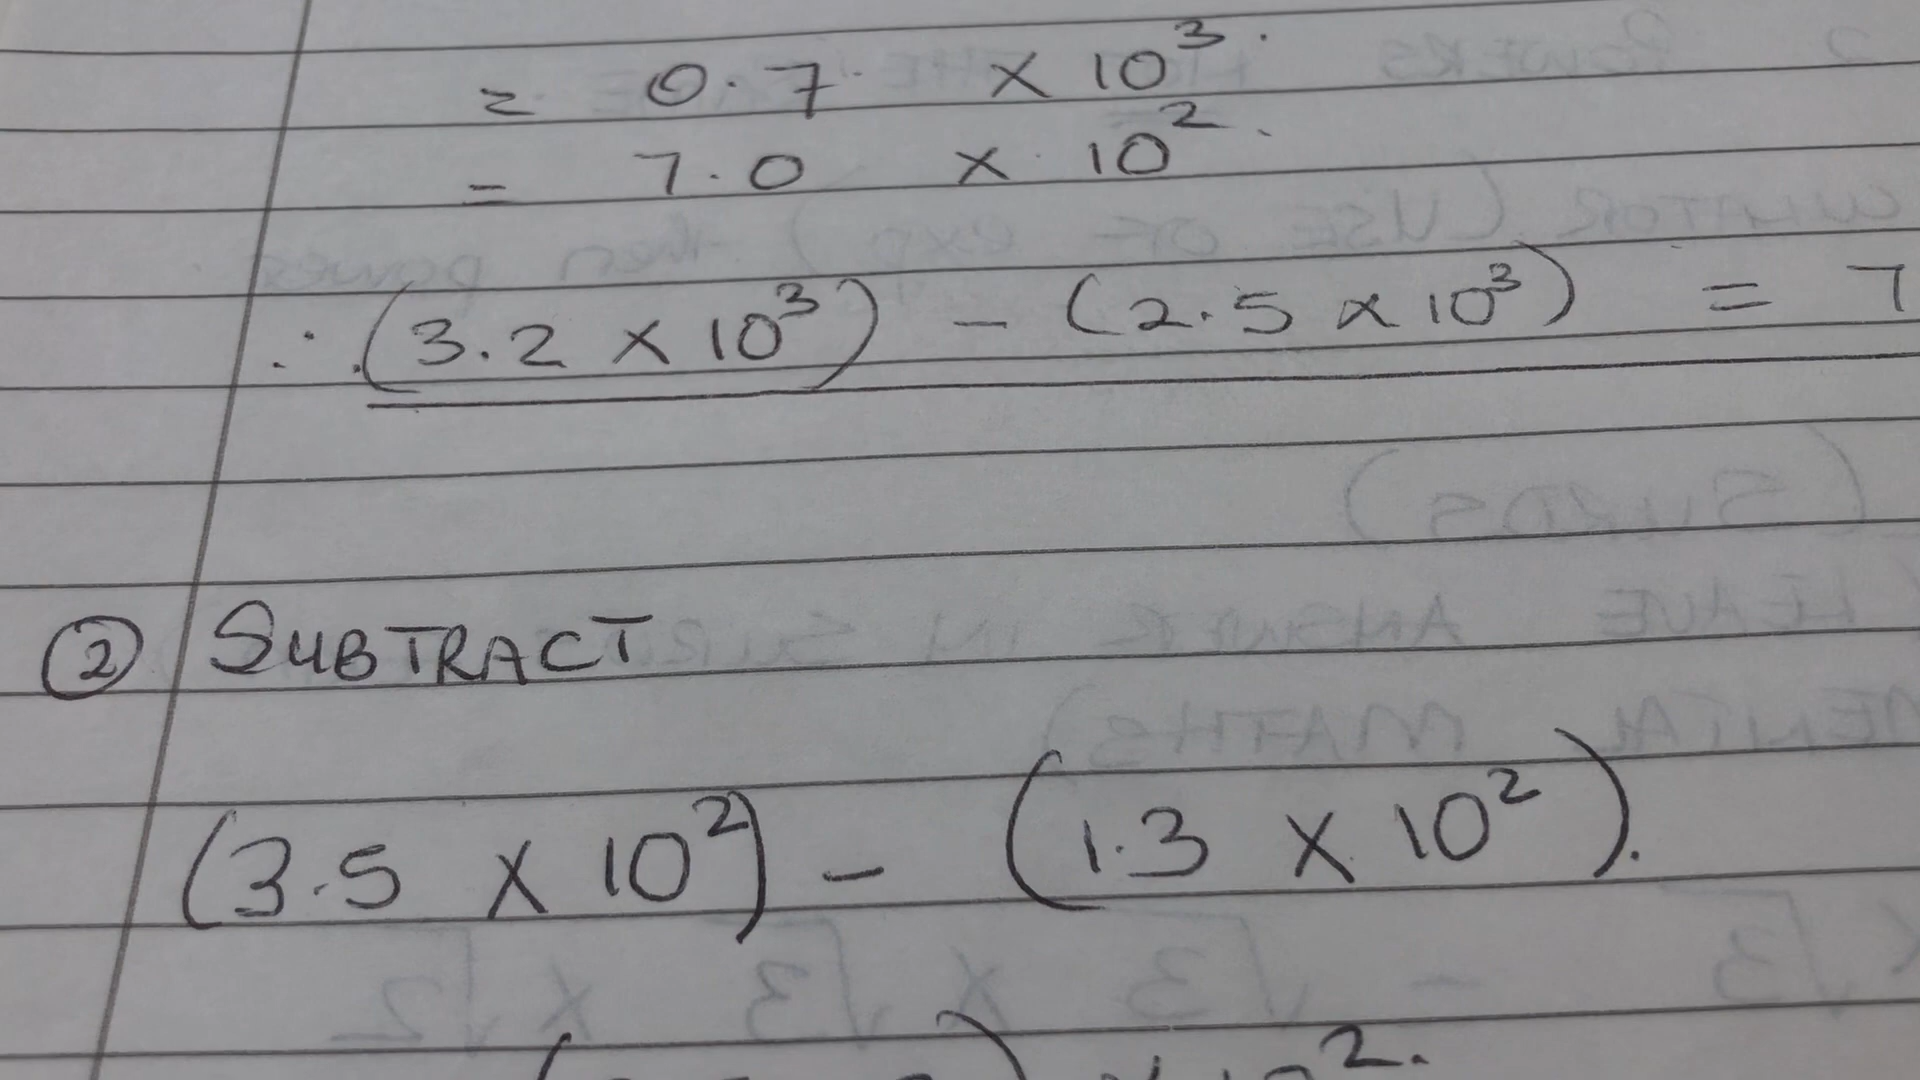 = 0.7 × 10³.
= 7.0 × 10².
∴ (3.2 × 10³) - (2.5 × 10³) = 7
② SUBTRACT
(3.5 × 10²) - (1.3 × 10²).
) × 10².